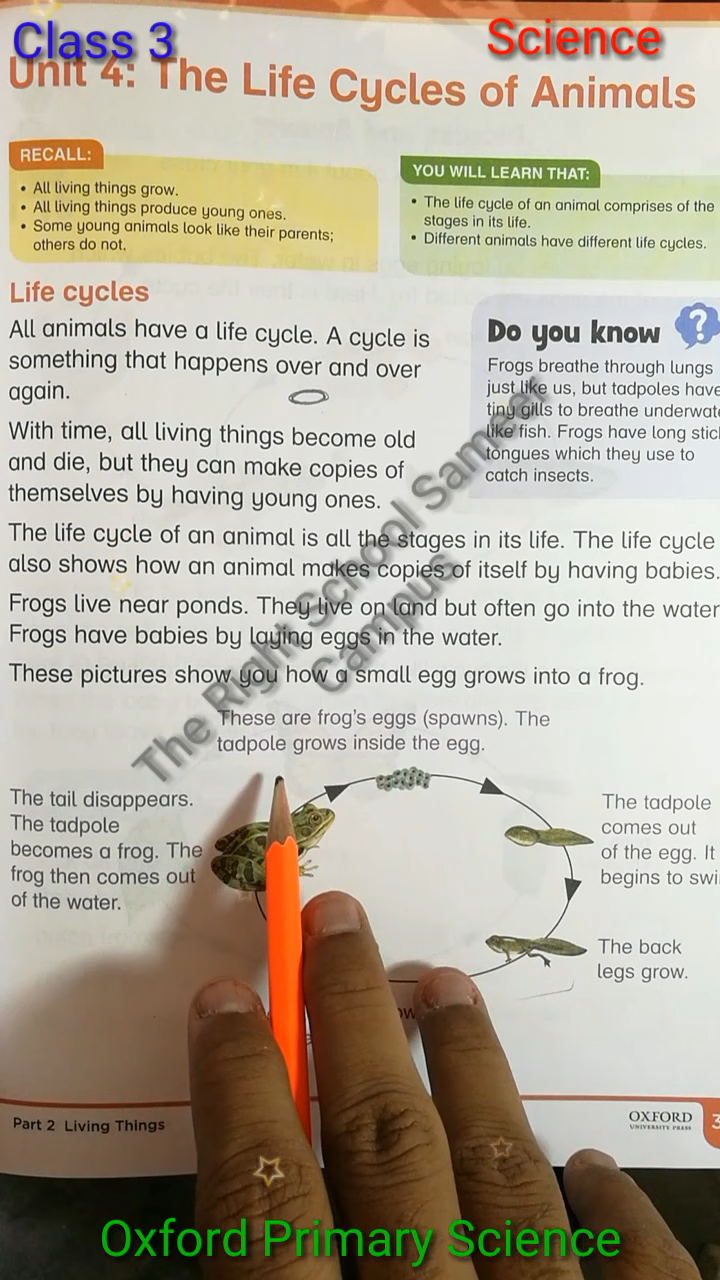 Class 3
Science
Unit 4: The Life Cycles of Animals
RECALL:
• All living things grow.
• All living things produce young ones.
• Some young animals look like their parents;
others do not.
YOU WILL LEARN THAT:
• The life cycle of an animal comprises of the
stages in its life.
• Different animals have different life cycles.
Life cycles
All animals have a life cycle. A cycle is
something that happens over and over
again.
With time, all living things become old
and die, but they can make copies of
themselves by having young ones.
Do you know ?
Frogs breathe through lungs
just like us, but tadpoles have
tiny gills to breathe underwat
like fish. Frogs have long stic
tongues which they use to
catch insects.
The life cycle of an animal is all the stages in its life. The life cycle
also shows how an animal makes copies of itself by having babies.
Frogs live near ponds. They live on land but often go into the water
Frogs have babies by laying eggs in the water.
These pictures show you how a small egg grows into a frog.
The Right School Sameer
Campus
These are frog's eggs (spawns). The
tadpole grows inside the egg.
The tail disappears.
The tadpole
becomes a frog. The
frog then comes out
of the water.
The tadpole
comes out
of the egg. It
begins to swi
The back
legs grow.
Part 2 Living Things
OXFORD
UNIVERSITY PRESS
3
Oxford Primary Science